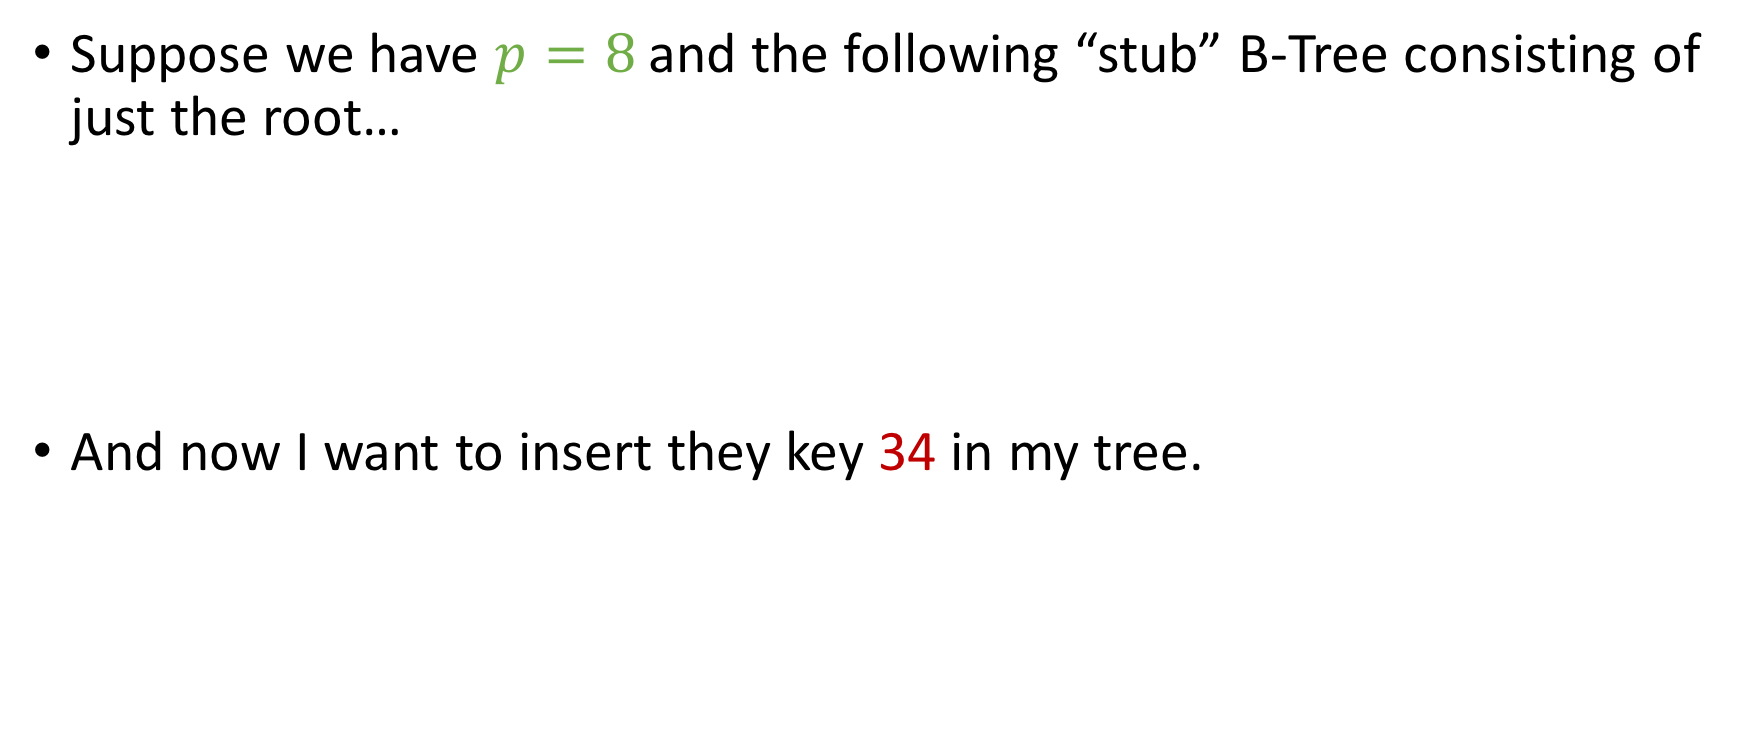 • Suppose we have p = 8 and the following “stub” B-Tree consisting of
just the root…
• And now I want to insert they key 34 in my tree.